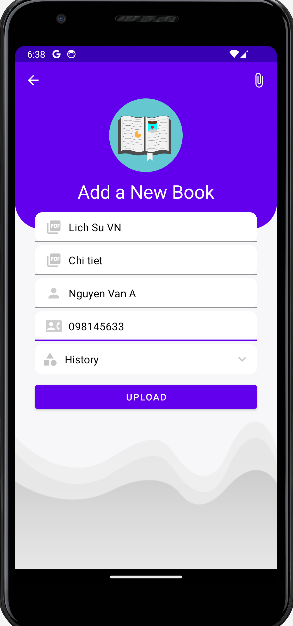 6:38
Add a New Book
Lich Su VN
Chi tiet
Nguyen Van A
098145633
History
UPLOAD